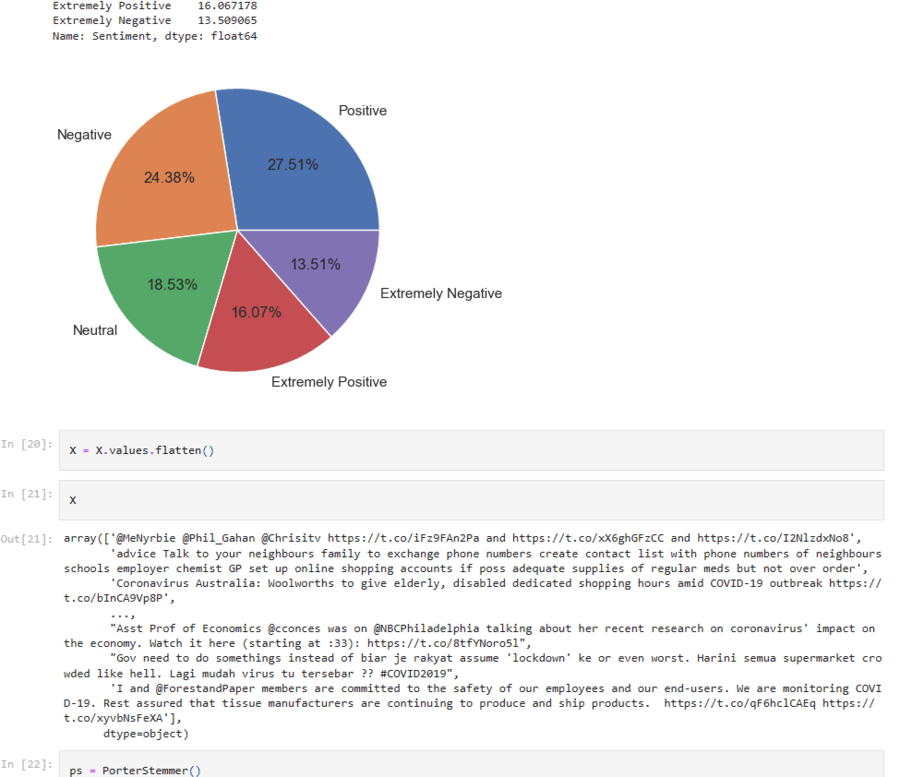 Extremely Positive    16.067178
Extremely Negative    13.509065
Name: Sentiment, dtype: float64
Positive
Negative
27.51%
24.38%
13.51%
18.53%
Extremely Negative
16.07%
Neutral
Extremely Positive
In [20]: X = X.values.flatten()
In [21]: X
Out[21]: array(['@MeNyrbie @Phil_Gahan @Chrisitv https://t.co/iFz9FAn2Pa and https://t.co/xX6ghGFzCC and https://t.co/I2NlzdxNo8',
'advice Talk to your neighbours family to exchange phone numbers create contact list with phone numbers of neighbours
schools employer chemist GP set up online shopping accounts if poss adequate supplies of regular meds but not over order',
'Coronavirus Australia: Woolworths to give elderly, disabled dedicated shopping hours amid COVID-19 outbreak https://
t.co/bInCA9Vp8P',
...,
"Asst Prof of Economics @cconces was on @NBCPhiladelphia talking about her recent research on coronavirus' impact on
the economy. Watch it here (starting at :33): https://t.co/8tfYNoro5l",
"Gov need to do somethings instead of biar je rakyat assume 'lockdown' ke or even worst. Harini semua supermarket cro
wded like hell. Lagi mudah virus tu tersebar ?? #COVID2019",
'I and @ForestandPaper members are committed to the safety of our employees and our end-users. We are monitoring COVI
D-19. Rest assured that tissue manufacturers are continuing to produce and ship products.  https://t.co/qF6hclCAEq https://
t.co/xyvbNsFeXA'],
dtype=object)
In [22]: ps = PorterStemmer()